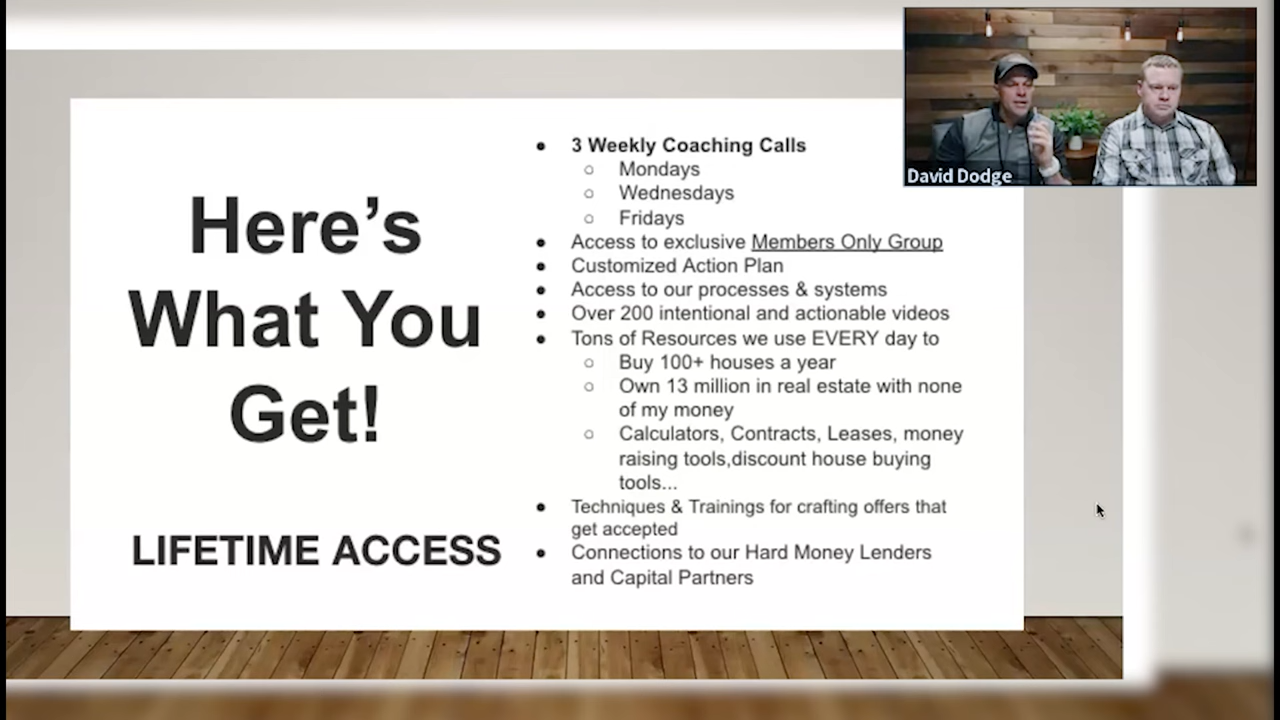 Here's
What You
Get!
LIFETIME ACCESS
● 3 Weekly Coaching Calls
○ Mondays
○ Wednesdays
○ Fridays
● Access to exclusive Members Only Group
● Customized Action Plan
● Access to our processes & systems
● Over 200 intentional and actionable videos
● Tons of Resources we use EVERY day to
○ Buy 100+ houses a year
○ Own 13 million in real estate with none
of my money
○ Calculators, Contracts, Leases, money
raising tools,discount house buying
tools...
● Techniques & Trainings for crafting offers that
get accepted
● Connections to our Hard Money Lenders
and Capital Partners
David Dodge